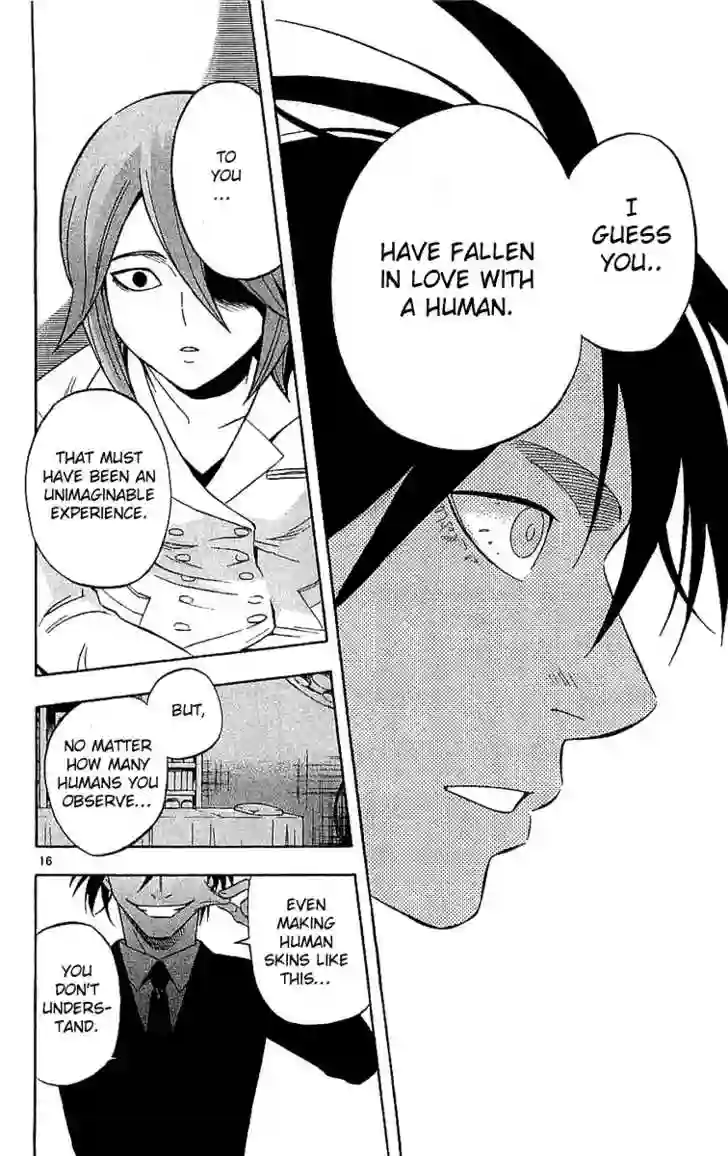 I
GUESS
YOU..
HAVE FALLEN
IN LOVE WITH
A HUMAN.
TO
YOU
...
THAT MUST
HAVE BEEN AN
UNIMAGINABLE
EXPERIENCE.
BUT,
NO MATTER
HOW MANY
HUMANS YOU
OBSERVE...
16
EVEN
MAKING
HUMAN
SKINS LIKE
THIS...
YOU
DON'T
UNDERS-
TAND.